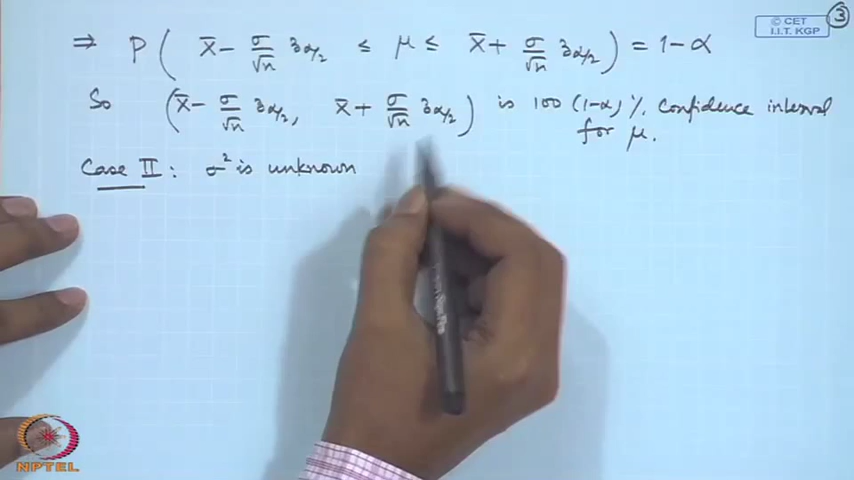 © CET
I.I.T. KGP
3
⇒ P( x̄ - σ/√n z_{α/2} ≤ μ ≤ x̄ + σ/√n z_{α/2} ) = 1-α
So (x̄ - σ/√n z_{α/2}, x̄ + σ/√n z_{α/2}) is 100 (1-α) % confidence interval
for μ.
Case II : σ² is unknown
NPTEL